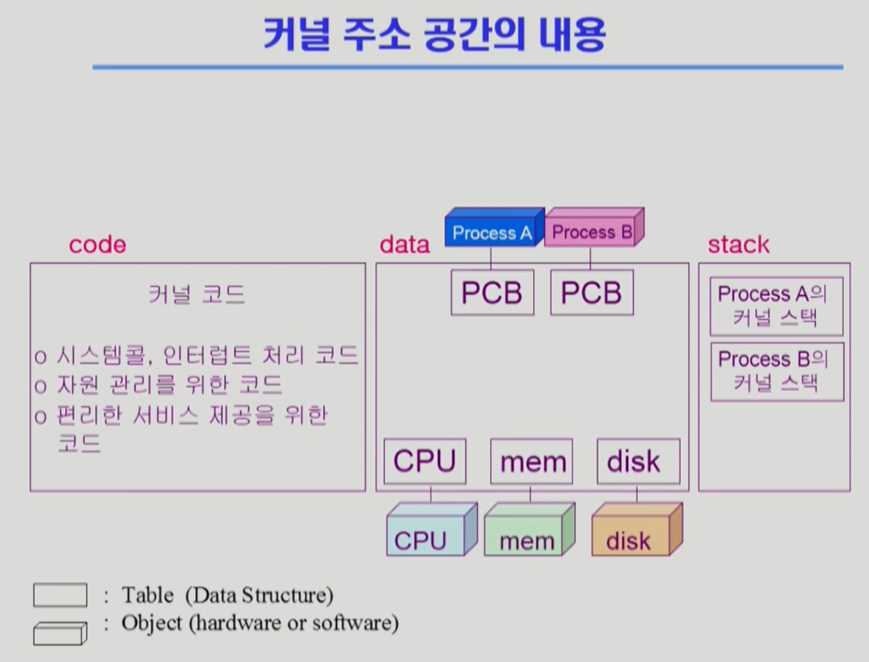 커널 주소 공간의 내용
code
커널 코드
o 시스템콜, 인터럽트 처리 코드
o 자원 관리를 위한 코드
o 편리한 서비스 제공을 위한
코드
data
Process A
Process B
PCB
PCB
CPU
mem
disk
CPU
mem
disk
stack
Process A의
커널 스택
Process B의
커널 스택
: Table (Data Structure)
: Object (hardware or software)